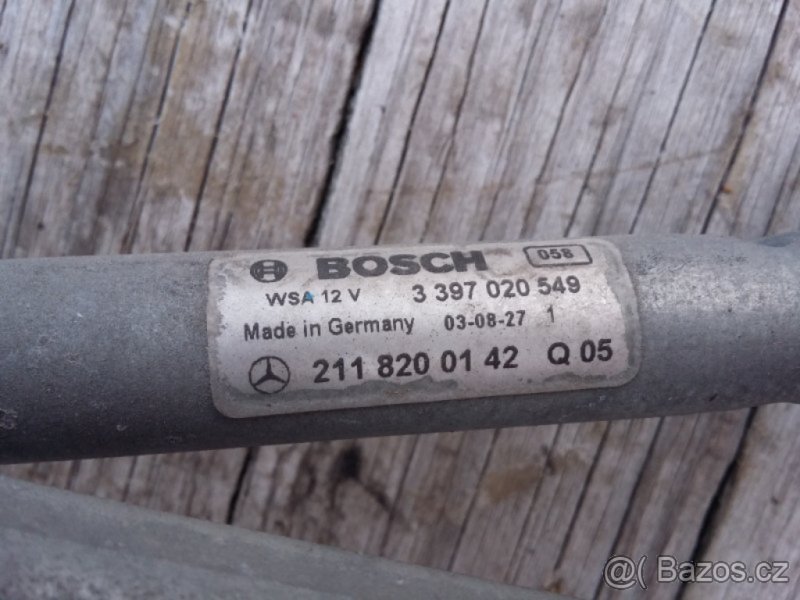 BOSCH 058
WSA 12 V 3 397 020 549
Made in Germany 03-08-27 1
211 820 01 42 Q 05
@ Bazos.cz